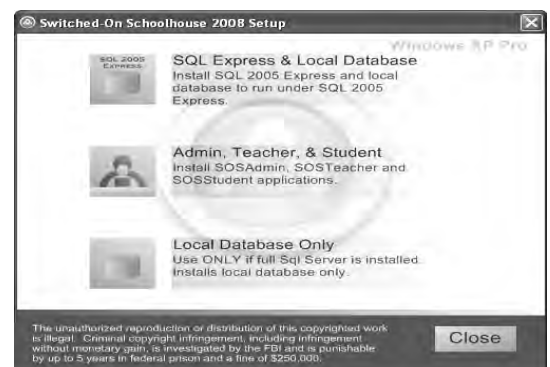 Switched-On Schoolhouse 2008 Setup
Windows XP Pro
SQL 2005
EXPRESS
SQL Express & Local Database
Install SQL 2005 Express and local
database to run under SQL 2005
Express.
Admin, Teacher, & Student
Install SOSAdmin, SOSTeacher and
SOSStudent applications.
Local Database Only
Use ONLY if full Sql Server is installed.
Installs local database only.
The unauthorized reproduction or distribution of this copyrighted work
is illegal. Criminal copyright infringement, including infringement
without monetary gain, is investigated by the FBI and is punishable
by up to 5 years in federal prison and a fine of $250,000.
Close